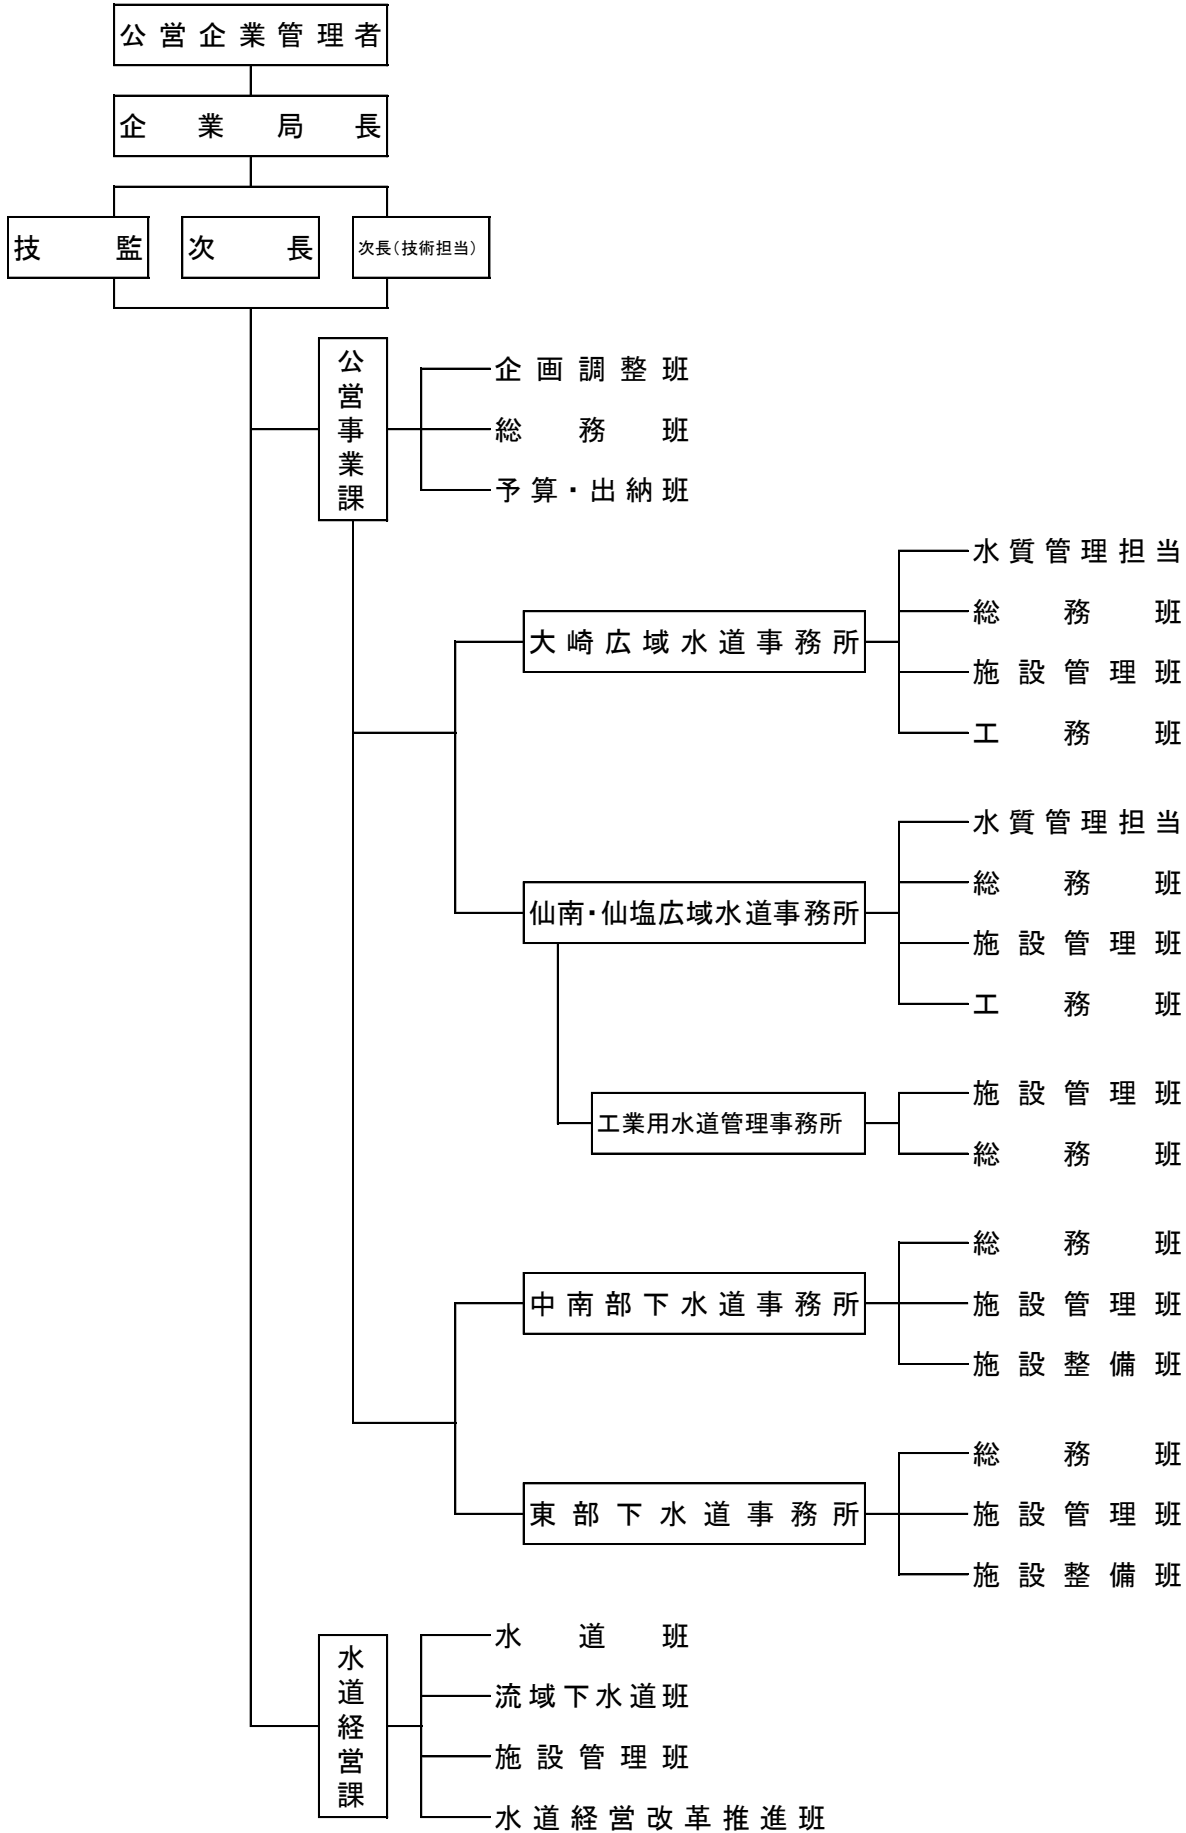 公営企業管理者
企業局長
技監
次長
次長(技術担当)
公営事業課
企画調整班
総務班
予算・出納班
大崎広域水道事務所
水質管理担当
総務班
施設管理班
工務班
仙南・仙塩広域水道事務所
水質管理担当
総務班
施設管理班
工務班
工業用水道管理事務所
施設管理班
総務班
中南部下水道事務所
総務班
施設管理班
施設整備班
東部下水道事務所
総務班
施設管理班
施設整備班
水道経営課
水道班
流域下水道班
施設管理班
水道経営改革推進班